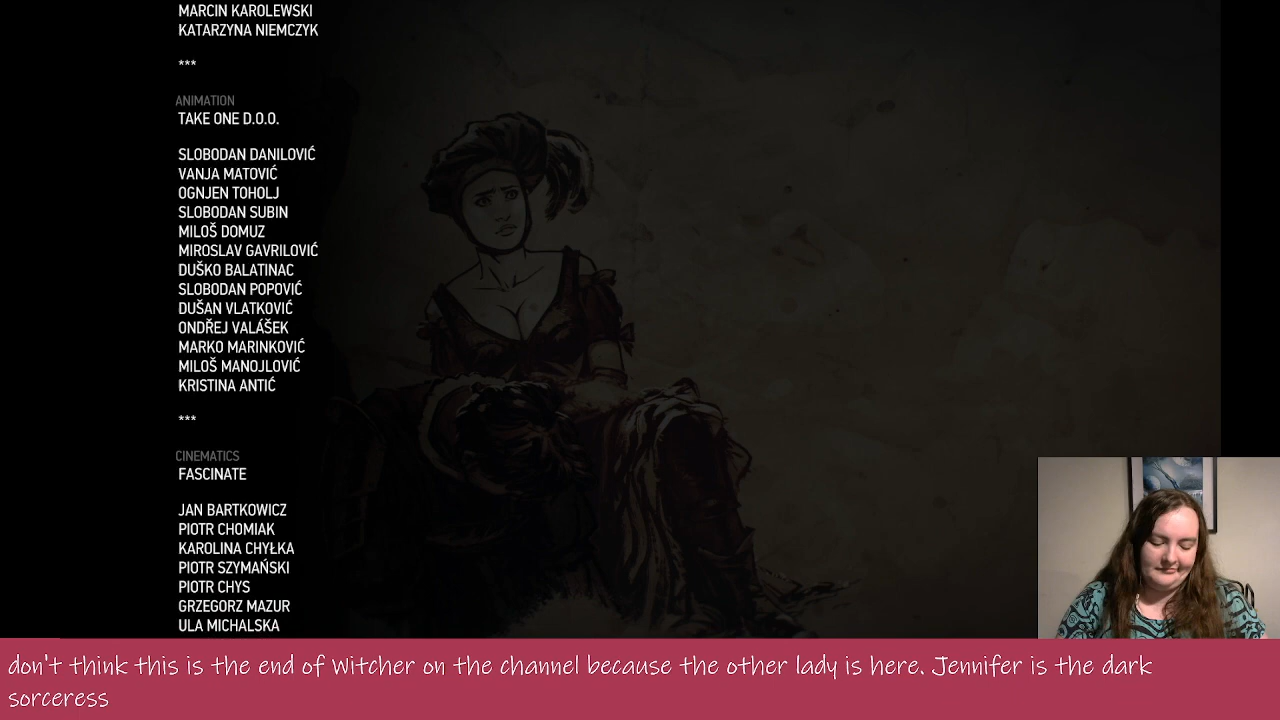 MARCIN KAROLEWSKI
KATARZYNA NIEMCZYK
***
ANIMATION
TAKE ONE D.O.O.
SLOBODAN DANILOVIĆ
VANJA MATOVIĆ
OGNJEN TOHOLJ
SLOBODAN SUBIN
MILOŠ DOMUZ
MIROSLAV GAVRILOVIĆ
DUŠKO BALATINAC
SLOBODAN POPOVIĆ
DUŠAN VLATKOVIĆ
ONDŘEJ VALÁŠEK
MARKO MARINKOVIĆ
MILOŠ MANOJLOVIĆ
KRISTINA ANTIĆ
***
CINEMATICS
FASCINATE
JAN BARTKOWICZ
PIOTR CHOMIAK
KAROLINA CHYŁKA
PIOTR SZYMAŃSKI
PIOTR CHYS
GRZEGORZ MAZUR
ULA MICHALSKA
don't think this is the end of Witcher on the channel because the other lady is here. Jennifer is the dark
sorceress